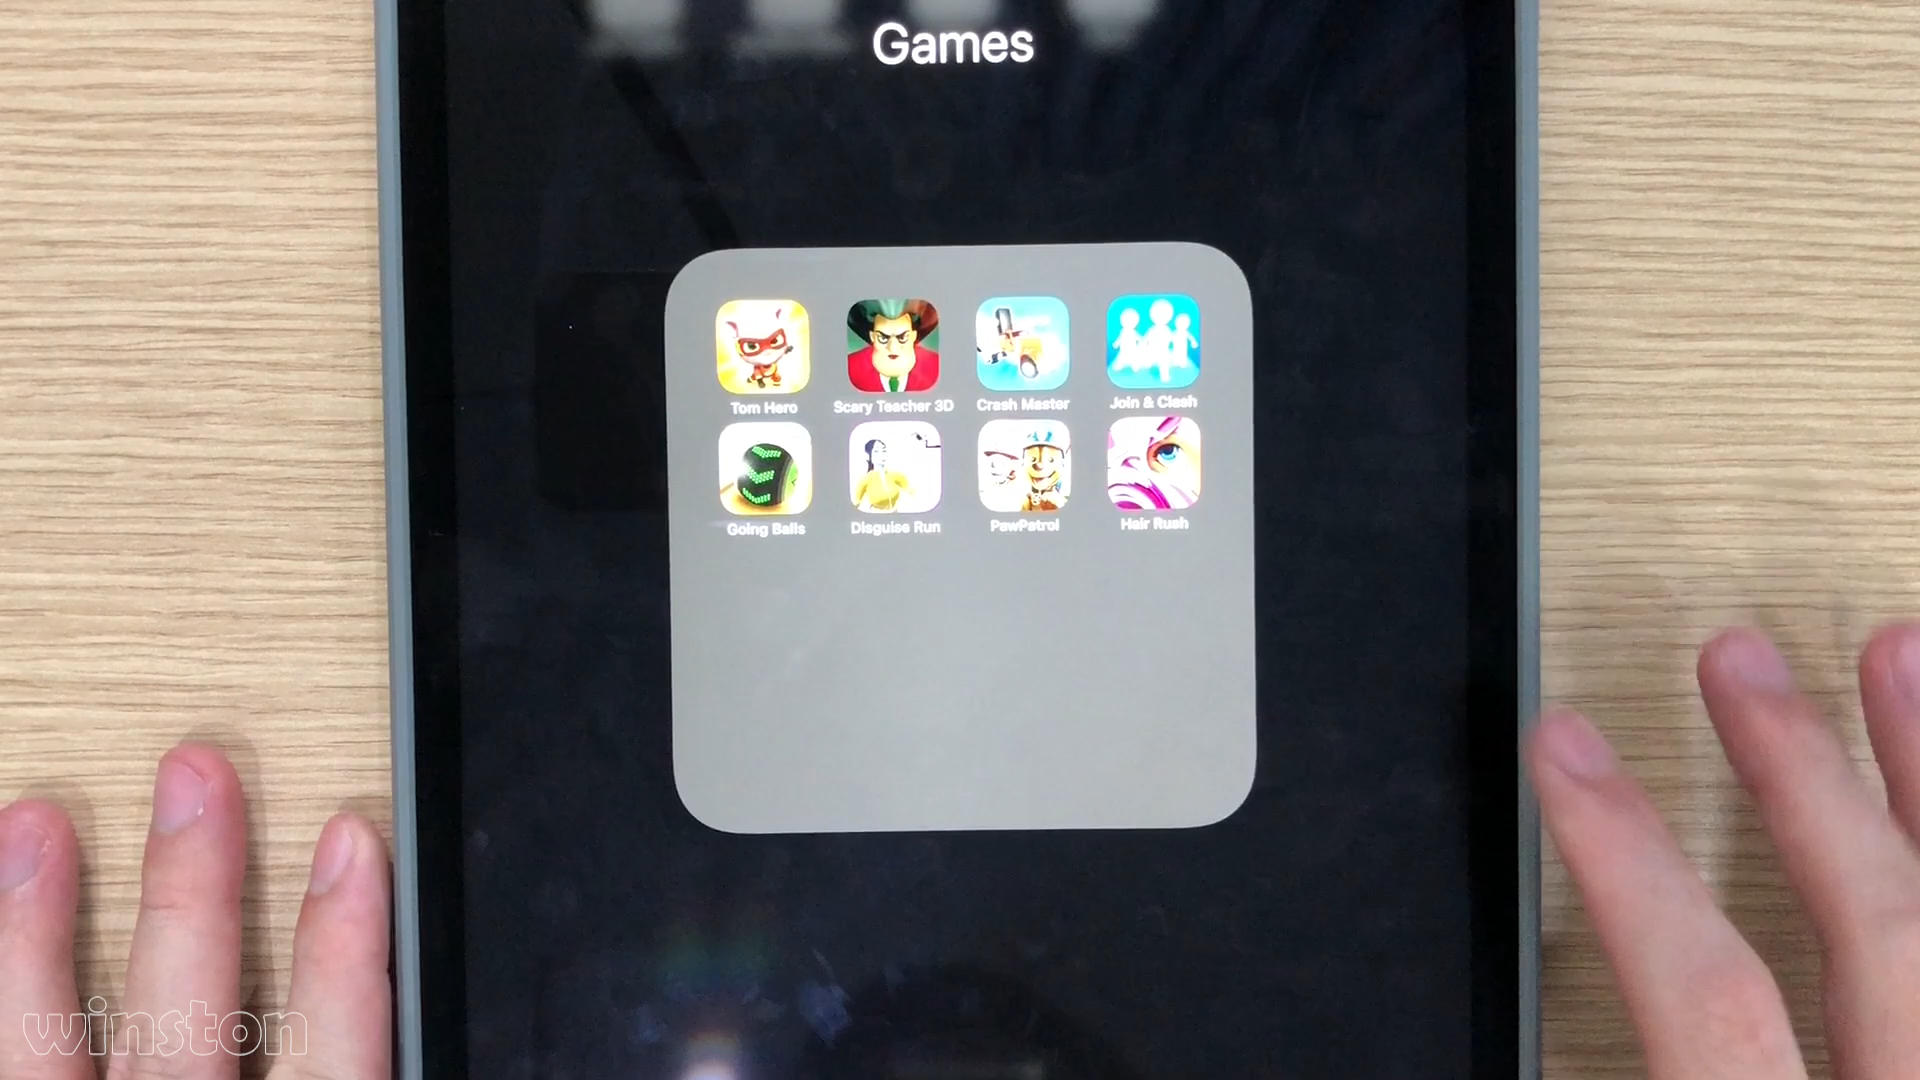 Games
Tom Hero Scary Teacher 3D Crash Master Join & Clash
Going Balls Disguise Run PawPatrol Hair Rush
winston